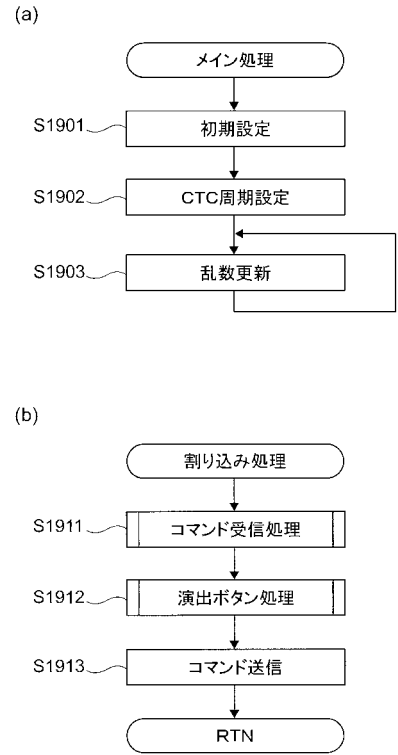 (a)
メイン処理
S1901
初期設定
S1902
CTC周期設定
S1903
乱数更新
(b)
割り込み処理
S1911
コマンド受信処理
S1912
演出ボタン処理
S1913
コマンド送信
RTN